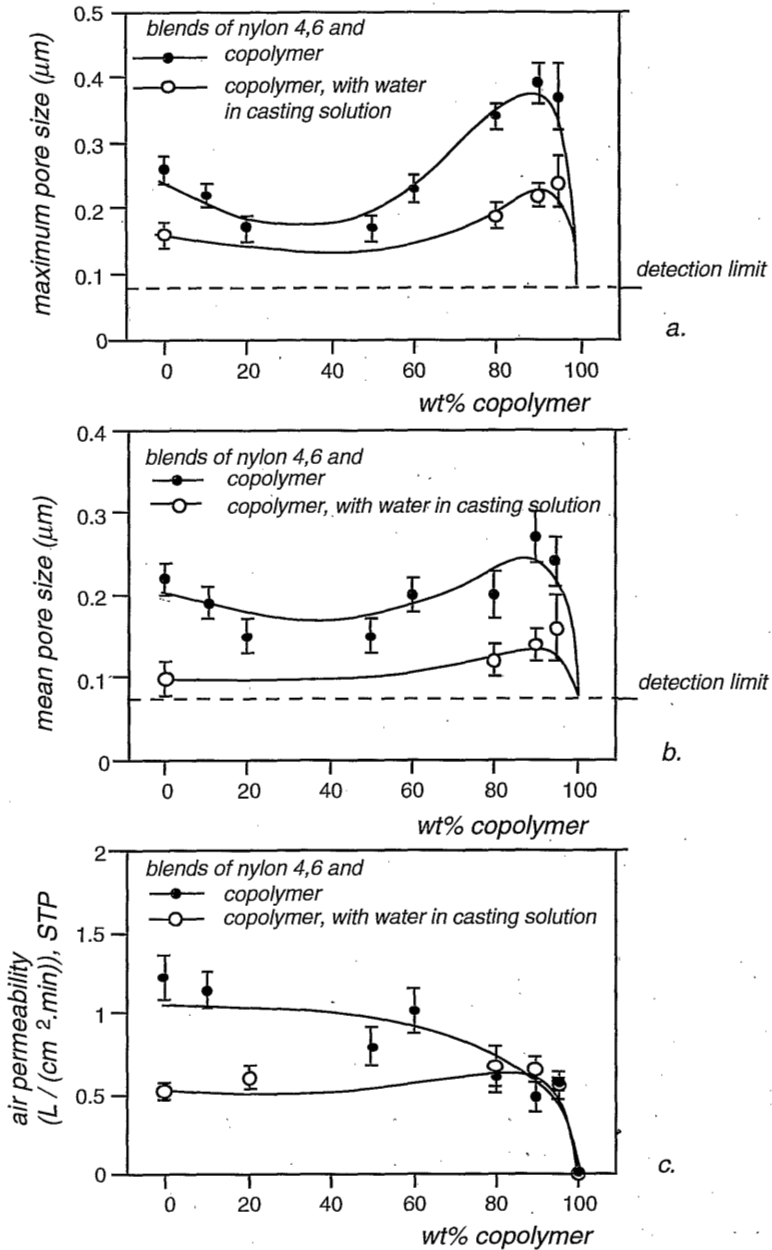 0.5
blends of nylon 4,6 and
copolymer
copolymer, with water
in casting solution
0.4
0.3
0.2
0.1
0
maximum pore size (μm)
detection limit
a.
0 20 40 60 80 100
wt% copolymer
0.4
blends of nylon 4,6 and
copolymer
copolymer, with water in casting solution
0.3
0.2
0.1
0
mean pore size (μm)
detection limit
b.
0 20 40 60 80 100
wt% copolymer
2
blends of nylon 4,6 and
copolymer
copolymer, with water in casting solution
1.5
1
0.5
0
air permeability
(L / (cm ².min)), STP
c.
0 20 40 60 80 100
wt% copolymer